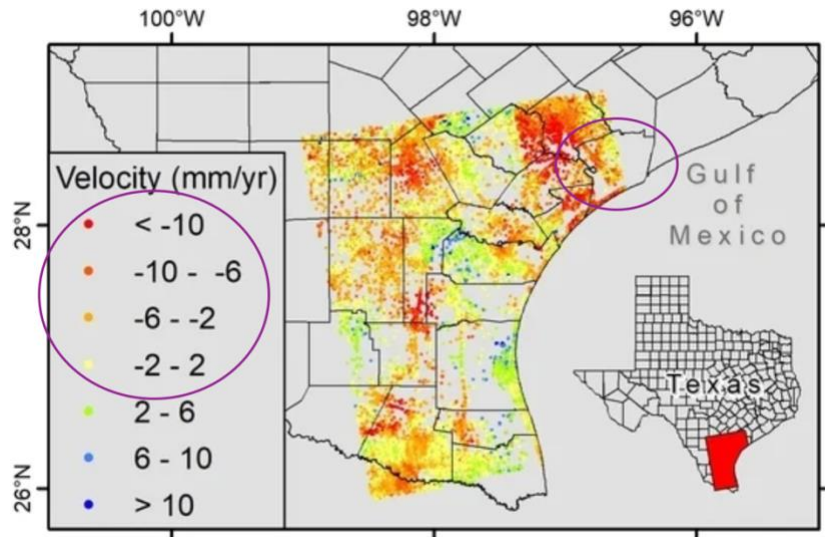 100°W 98°W 96°W
Velocity (mm/yr)
< -10
-10 - -6
-6 - -2
-2 - 2
2 - 6
6 - 10
> 10
28°N
26°N
Gulf
of
Mexico
Texas